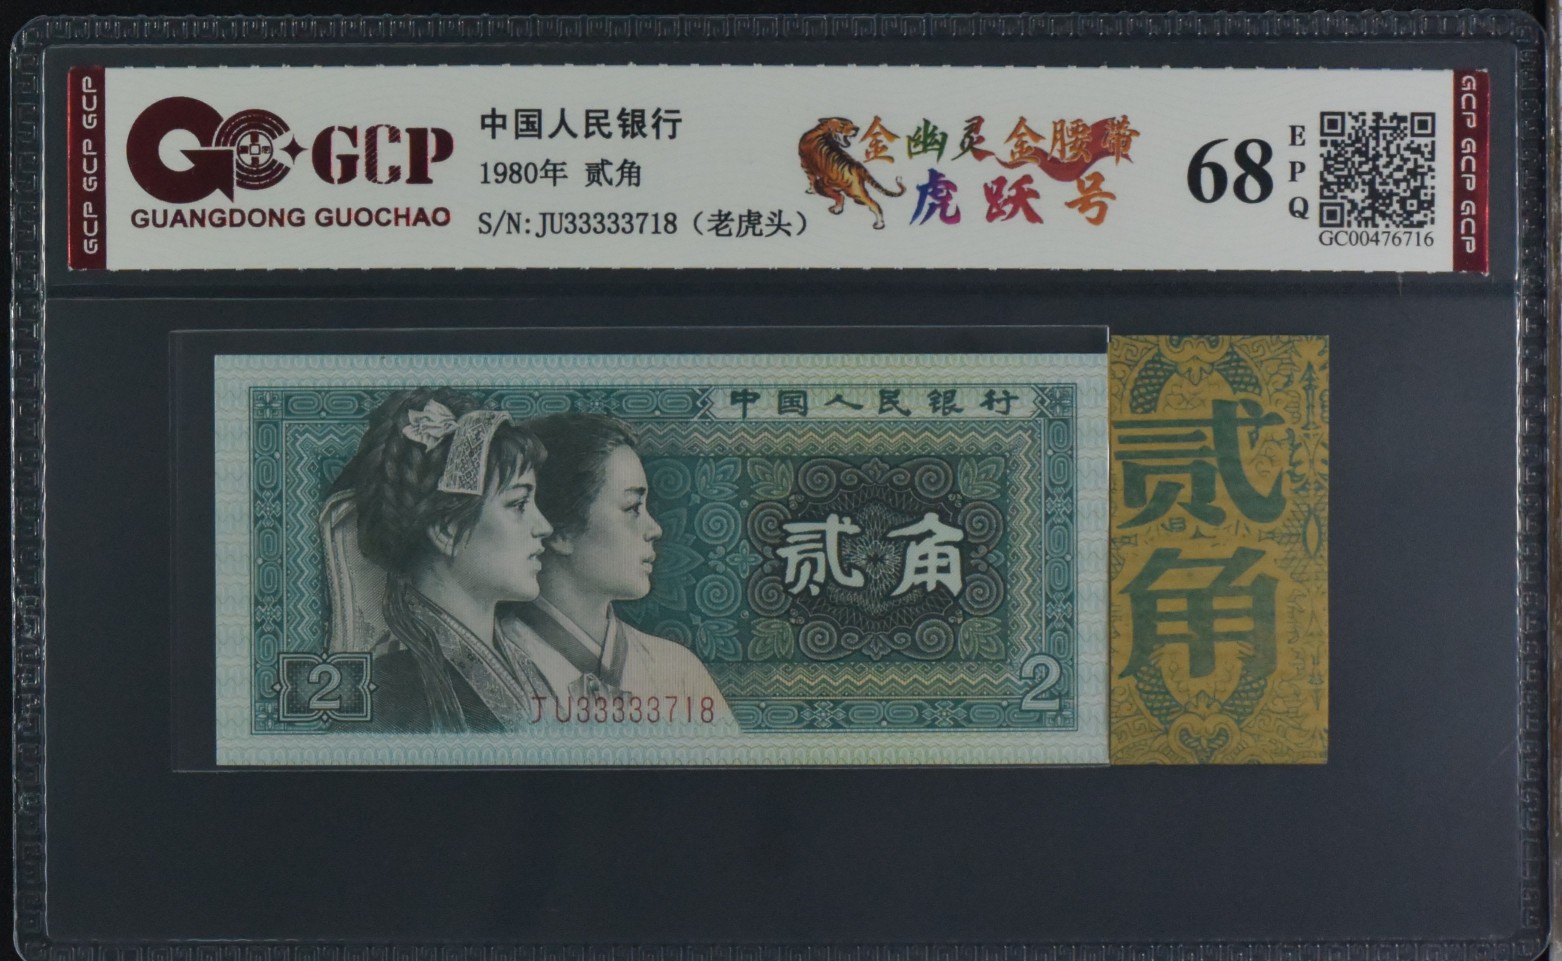 GCP GCP GCP
GCP
GUANGDONG GUOCHAO
中国人民银行
1980年 贰角
S/N:JU33333718（老虎头）
金幽灵金腰带
虎跃号
68
EPQ
GC00476716
GCP GCP GCP
中国人民银行
贰角
2
JU33333718
2
贰角